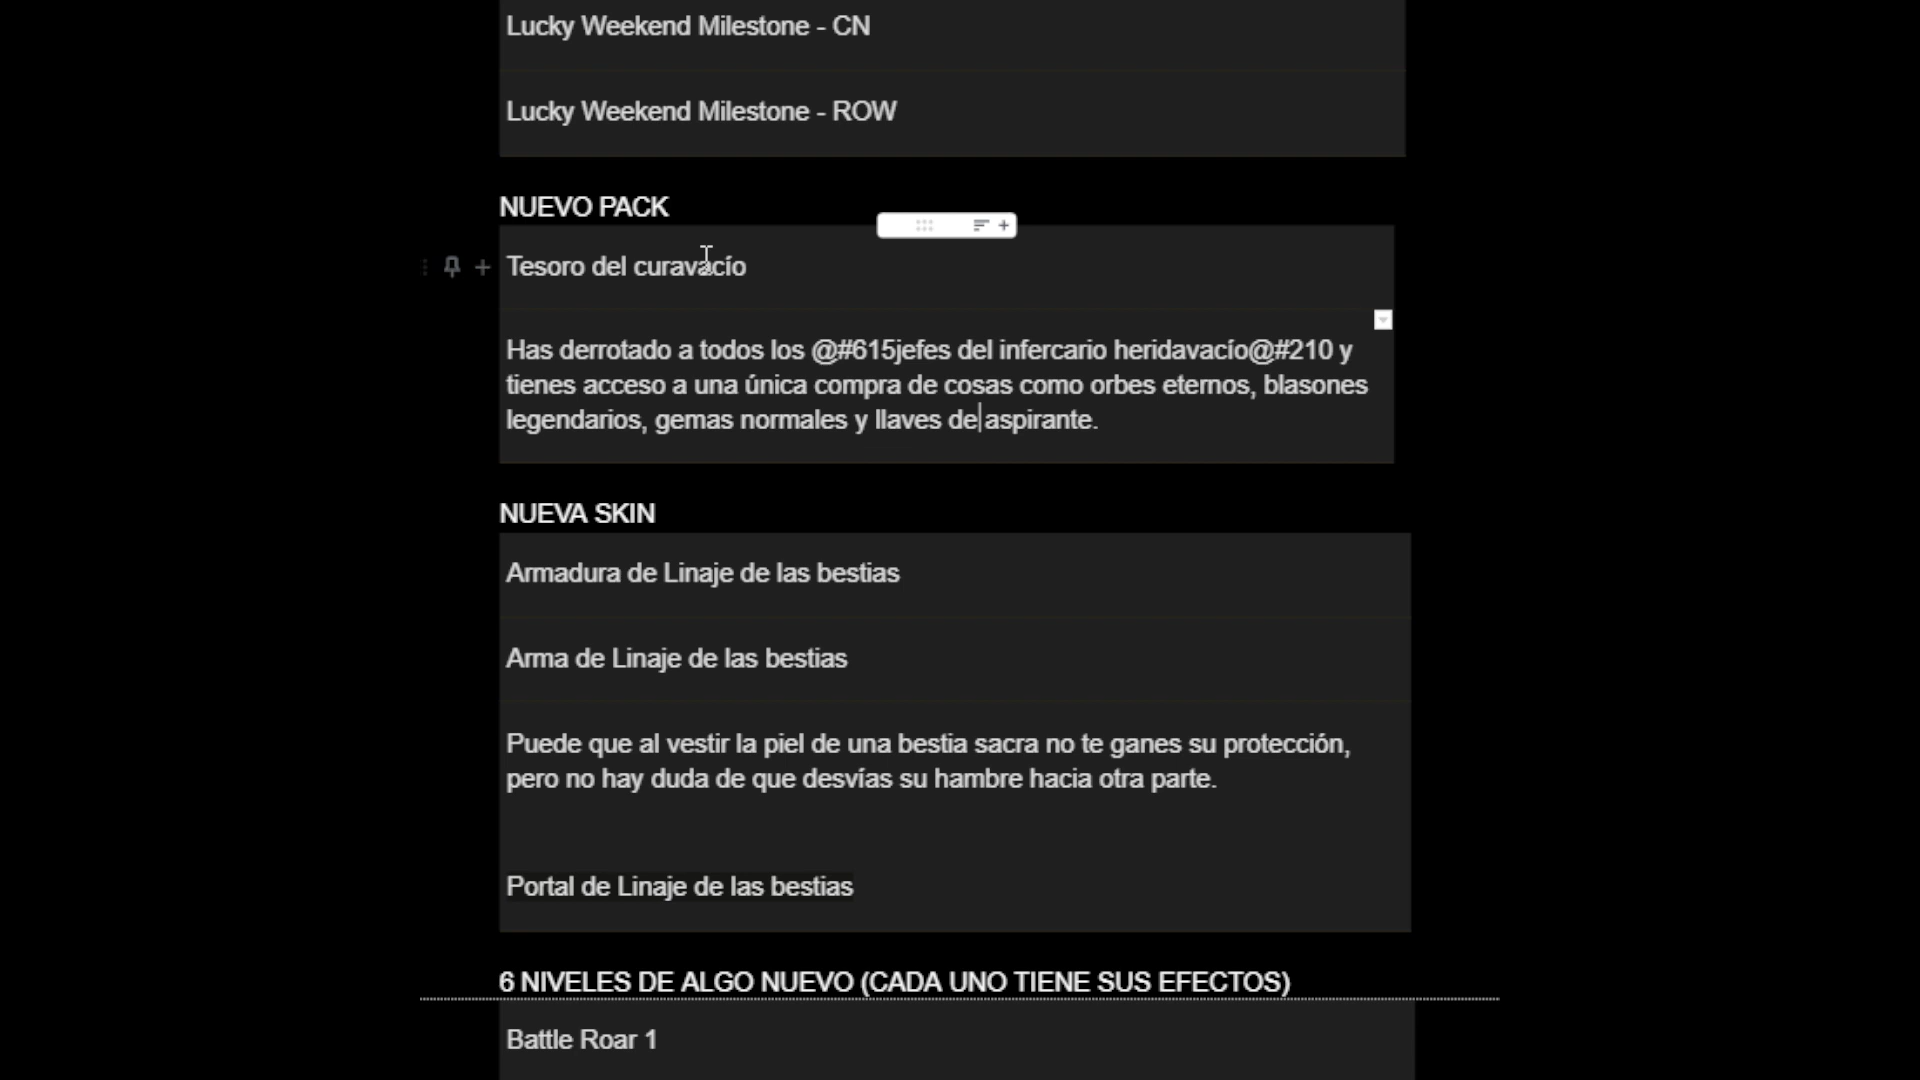 Lucky Weekend Milestone - CN
Lucky Weekend Milestone - ROW
NUEVO PACK
Tesoro del curavacío
Has derrotado a todos los @#615jefes del infercario heridavacío@#210 y
tienes acceso a una única compra de cosas como orbes eternos, blasones
legendarios, gemas normales y llaves de aspirante.
NUEVA SKIN
Armadura de Linaje de las bestias
Arma de Linaje de las bestias
Puede que al vestir la piel de una bestia sacra no te ganes su protección,
pero no hay duda de que desvías su hambre hacia otra parte.
Portal de Linaje de las bestias
6 NIVELES DE ALGO NUEVO (CADA UNO TIENE SUS EFECTOS)
Battle Roar 1